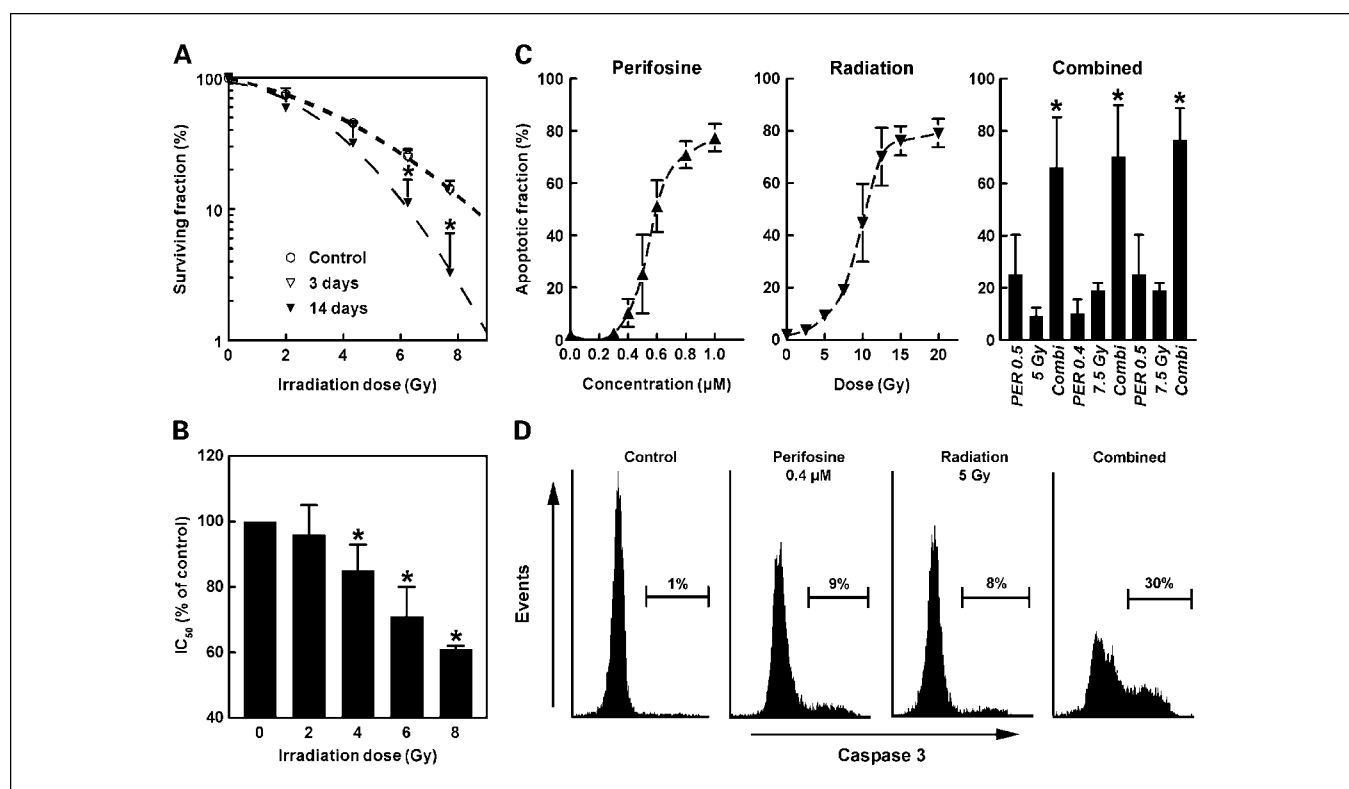 A
100
10
1
Surviving fraction (%)
Control
3 days
14 days
*
*
0 2 4 6 8
Irradiation dose (Gy)
C
Perifosine
100
80
60
40
20
0
Apoptotic fraction (%)
0.0 0.2 0.4 0.6 0.8 1.0
Concentration (µM)
Radiation
100
80
60
40
20
0
0 5 10 15 20
Dose (Gy)
Combined
100
80
60
40
20
0
* * *
PER 0.5
5 Gy
Combi
PER 0.4
7.5 Gy
Combi
PER 0.5
7.5 Gy
Combi
B
120
100
80
60
40
IC50 (% of control)
* * *
0 2 4 6 8
Irradiation dose (Gy)
D
Events
Control
1%
Perifosine
0.4 µM
9%
Radiation
5 Gy
8%
Combined
30%
Caspase 3